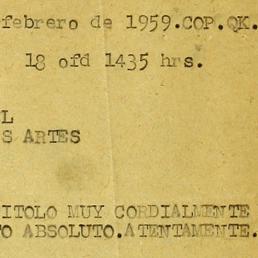 febrero de 1959.COP.QK.
18 ofd 1435 hrs.
L
S ARTES
ITOLO MUY CORDIALMENTE
O ABSOLUTO.ATENTAMENTE.